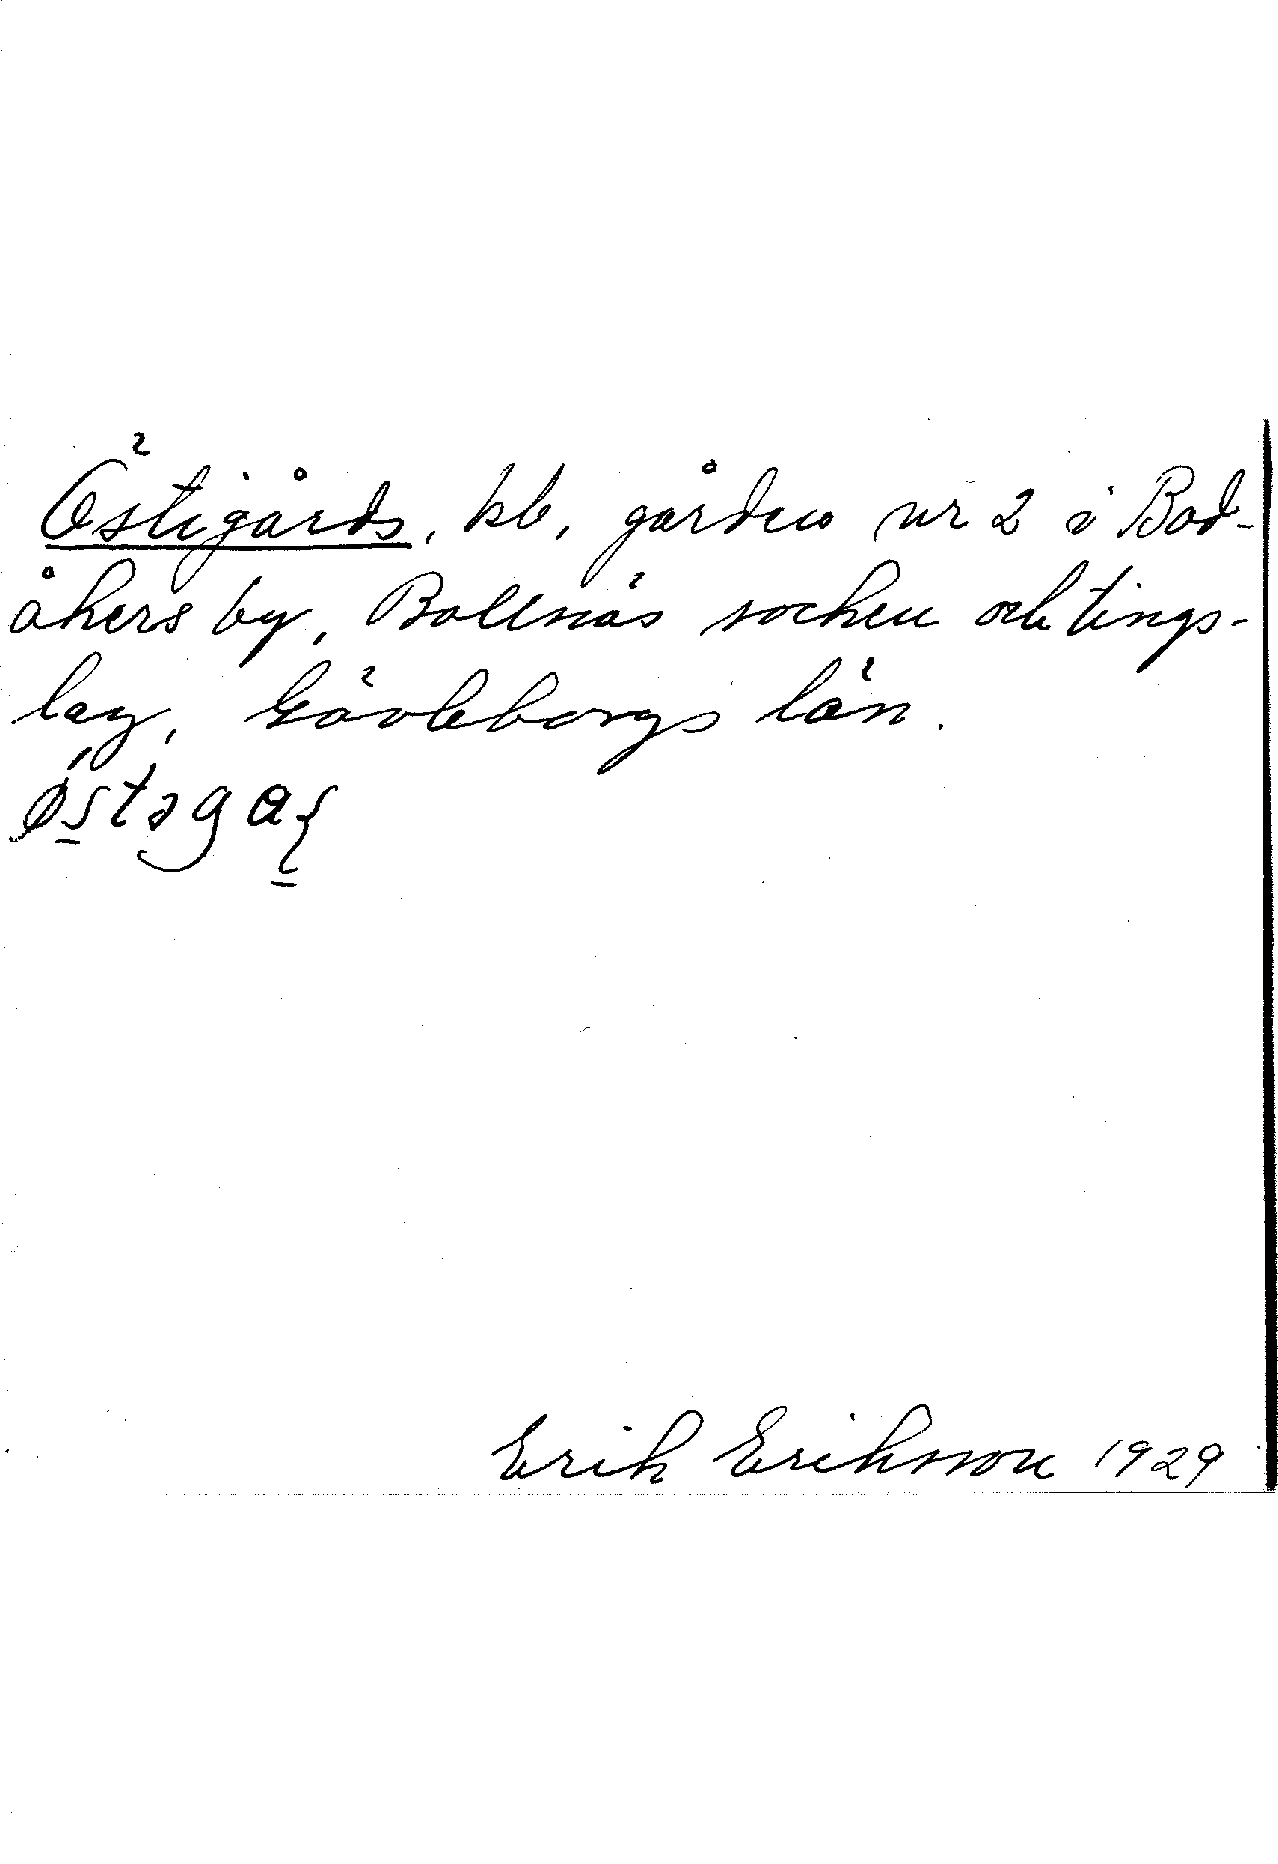 Östigårds, kb, gården nr 2 i Bod-
åkers by, Bollnäs socken och tings-
lag, Gävleborgs län.
Erik Eriksson 1929